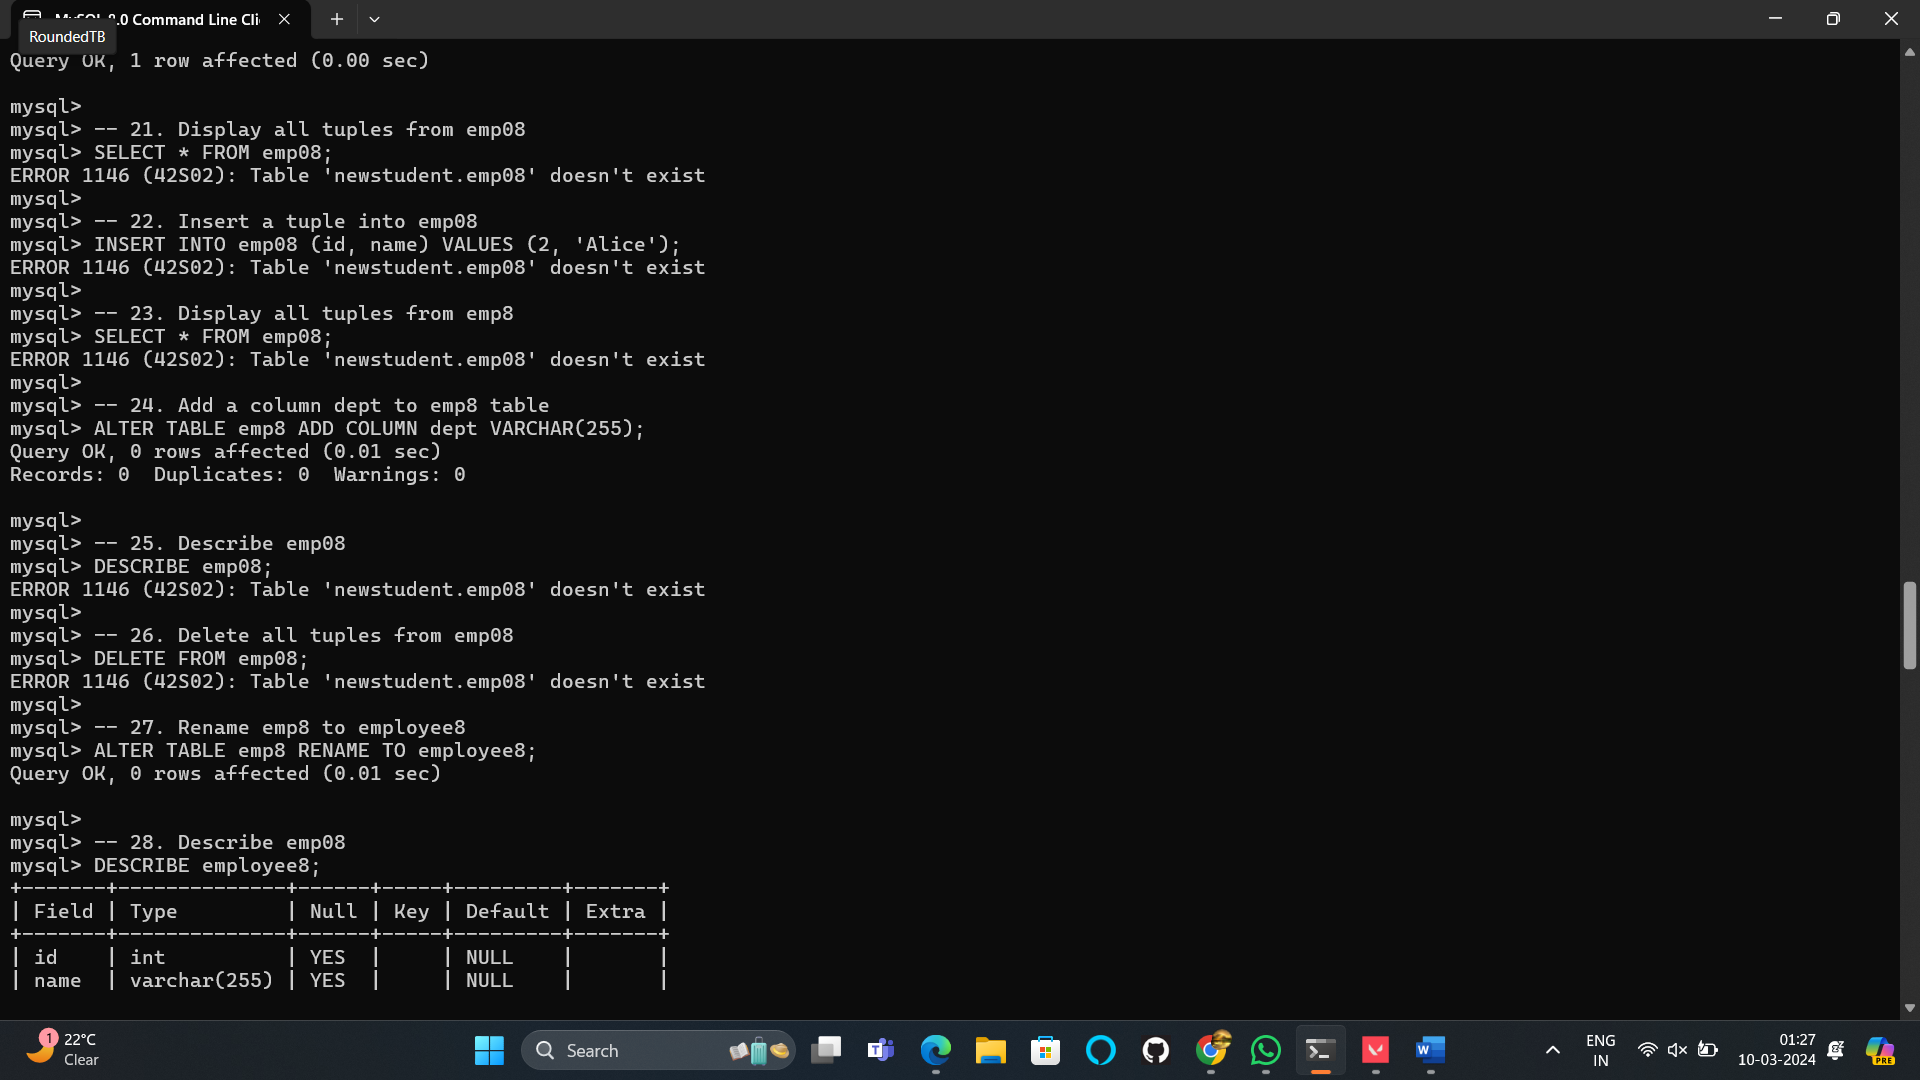 MySQL 8.0 Command Line Cli
RoundedTB
Query OK, 1 row affected (0.00 sec)
mysql>
mysql> -- 21. Display all tuples from emp08
mysql> SELECT * FROM emp08;
ERROR 1146 (42S02): Table 'newstudent.emp08' doesn't exist
mysql>
mysql> -- 22. Insert a tuple into emp08
mysql> INSERT INTO emp08 (id, name) VALUES (2, 'Alice');
ERROR 1146 (42S02): Table 'newstudent.emp08' doesn't exist
mysql>
mysql> -- 23. Display all tuples from emp8
mysql> SELECT * FROM emp08;
ERROR 1146 (42S02): Table 'newstudent.emp08' doesn't exist
mysql>
mysql> -- 24. Add a column dept to emp8 table
mysql> ALTER TABLE emp8 ADD COLUMN dept VARCHAR(255);
Query OK, 0 rows affected (0.01 sec)
Records: 0  Duplicates: 0  Warnings: 0
mysql>
mysql> -- 25. Describe emp08
mysql> DESCRIBE emp08;
ERROR 1146 (42S02): Table 'newstudent.emp08' doesn't exist
mysql>
mysql> -- 26. Delete all tuples from emp08
mysql> DELETE FROM emp08;
ERROR 1146 (42S02): Table 'newstudent.emp08' doesn't exist
mysql>
mysql> -- 27. Rename emp8 to employee8
mysql> ALTER TABLE emp8 RENAME TO employee8;
Query OK, 0 rows affected (0.01 sec)
mysql>
mysql> -- 28. Describe emp08
mysql> DESCRIBE employee8;
+-------+--------------+------+-----+---------+-------+
| Field | Type         | Null | Key | Default | Extra |
+-------+--------------+------+-----+---------+-------+
| id    | int          | YES  |     | NULL    |       |
| name  | varchar(255) | YES  |     | NULL    |       |
1
22°C
Clear
Search
ENG
IN
01:27
10-03-2024
PRE